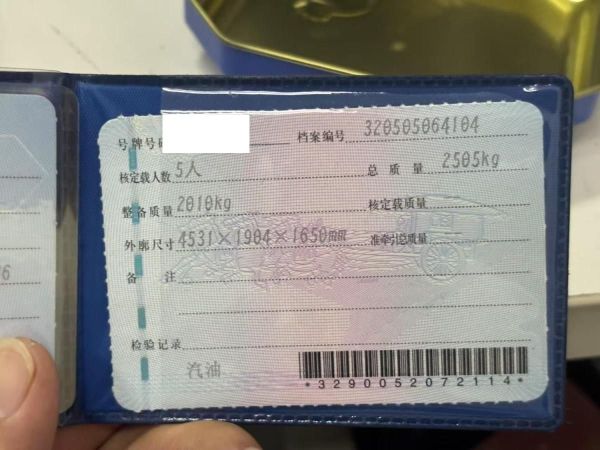 号牌号码 档案编号 320505064104
核定载人数 5人 总质量 2505kg
整备质量 2010kg 核定载质量
外廓尺寸 4531×1904×1650mm 准牵引总质量
备注
检验记录
汽油
*3290052072114*